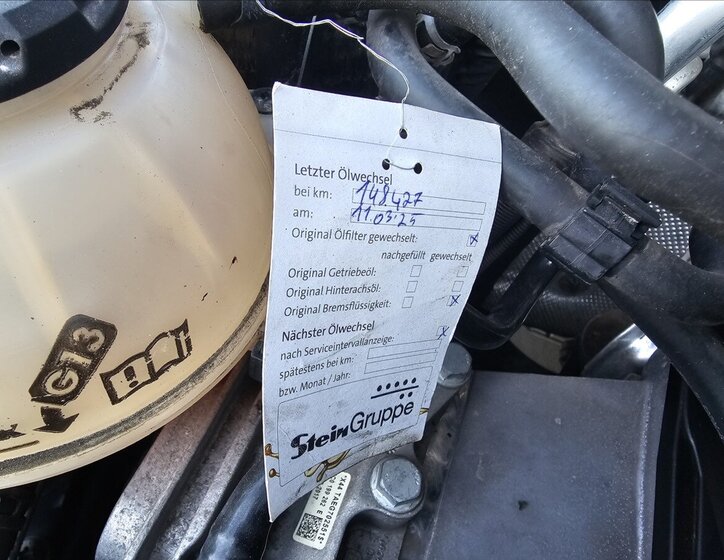 Letzter Ölwechsel
bei km: 148427
am: 11.03.25
Original Ölfilter gewechselt:
nachgefüllt gewechselt
Original Getriebeöl:
Original Hinterachsöl:
Original Bremsflüssigkeit:
Nächster Ölwechsel
nach Serviceintervallanzeige:
spätestens bei km:
bzw. Monat / Jahr:
SteinGruppe
G13